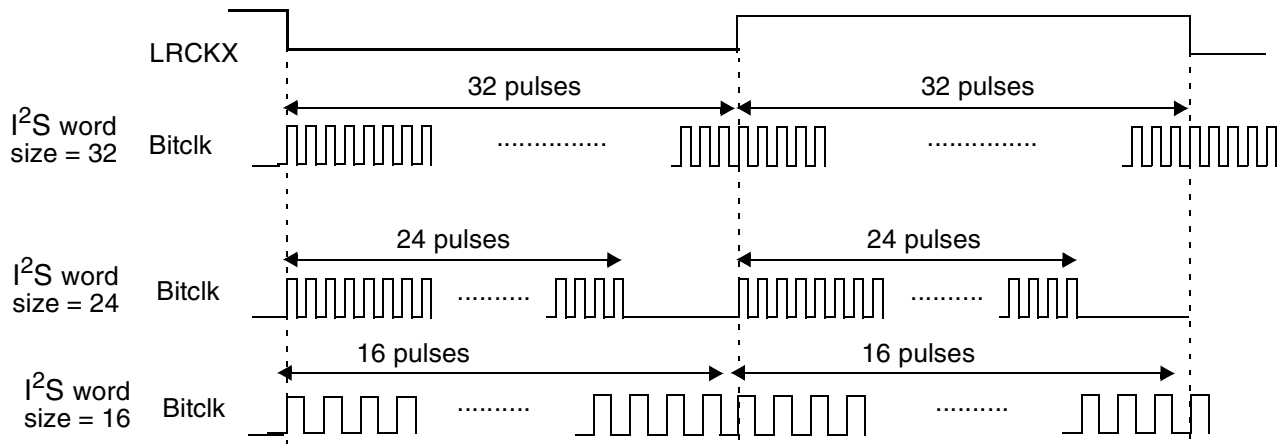 LRCKX
32 pulses 32 pulses
I²S word
size = 32
Bitclk ............... ...............
24 pulses 24 pulses
I²S word
size = 24
Bitclk .......... ..........
16 pulses 16 pulses
I²S word
size = 16
Bitclk .......... ..........